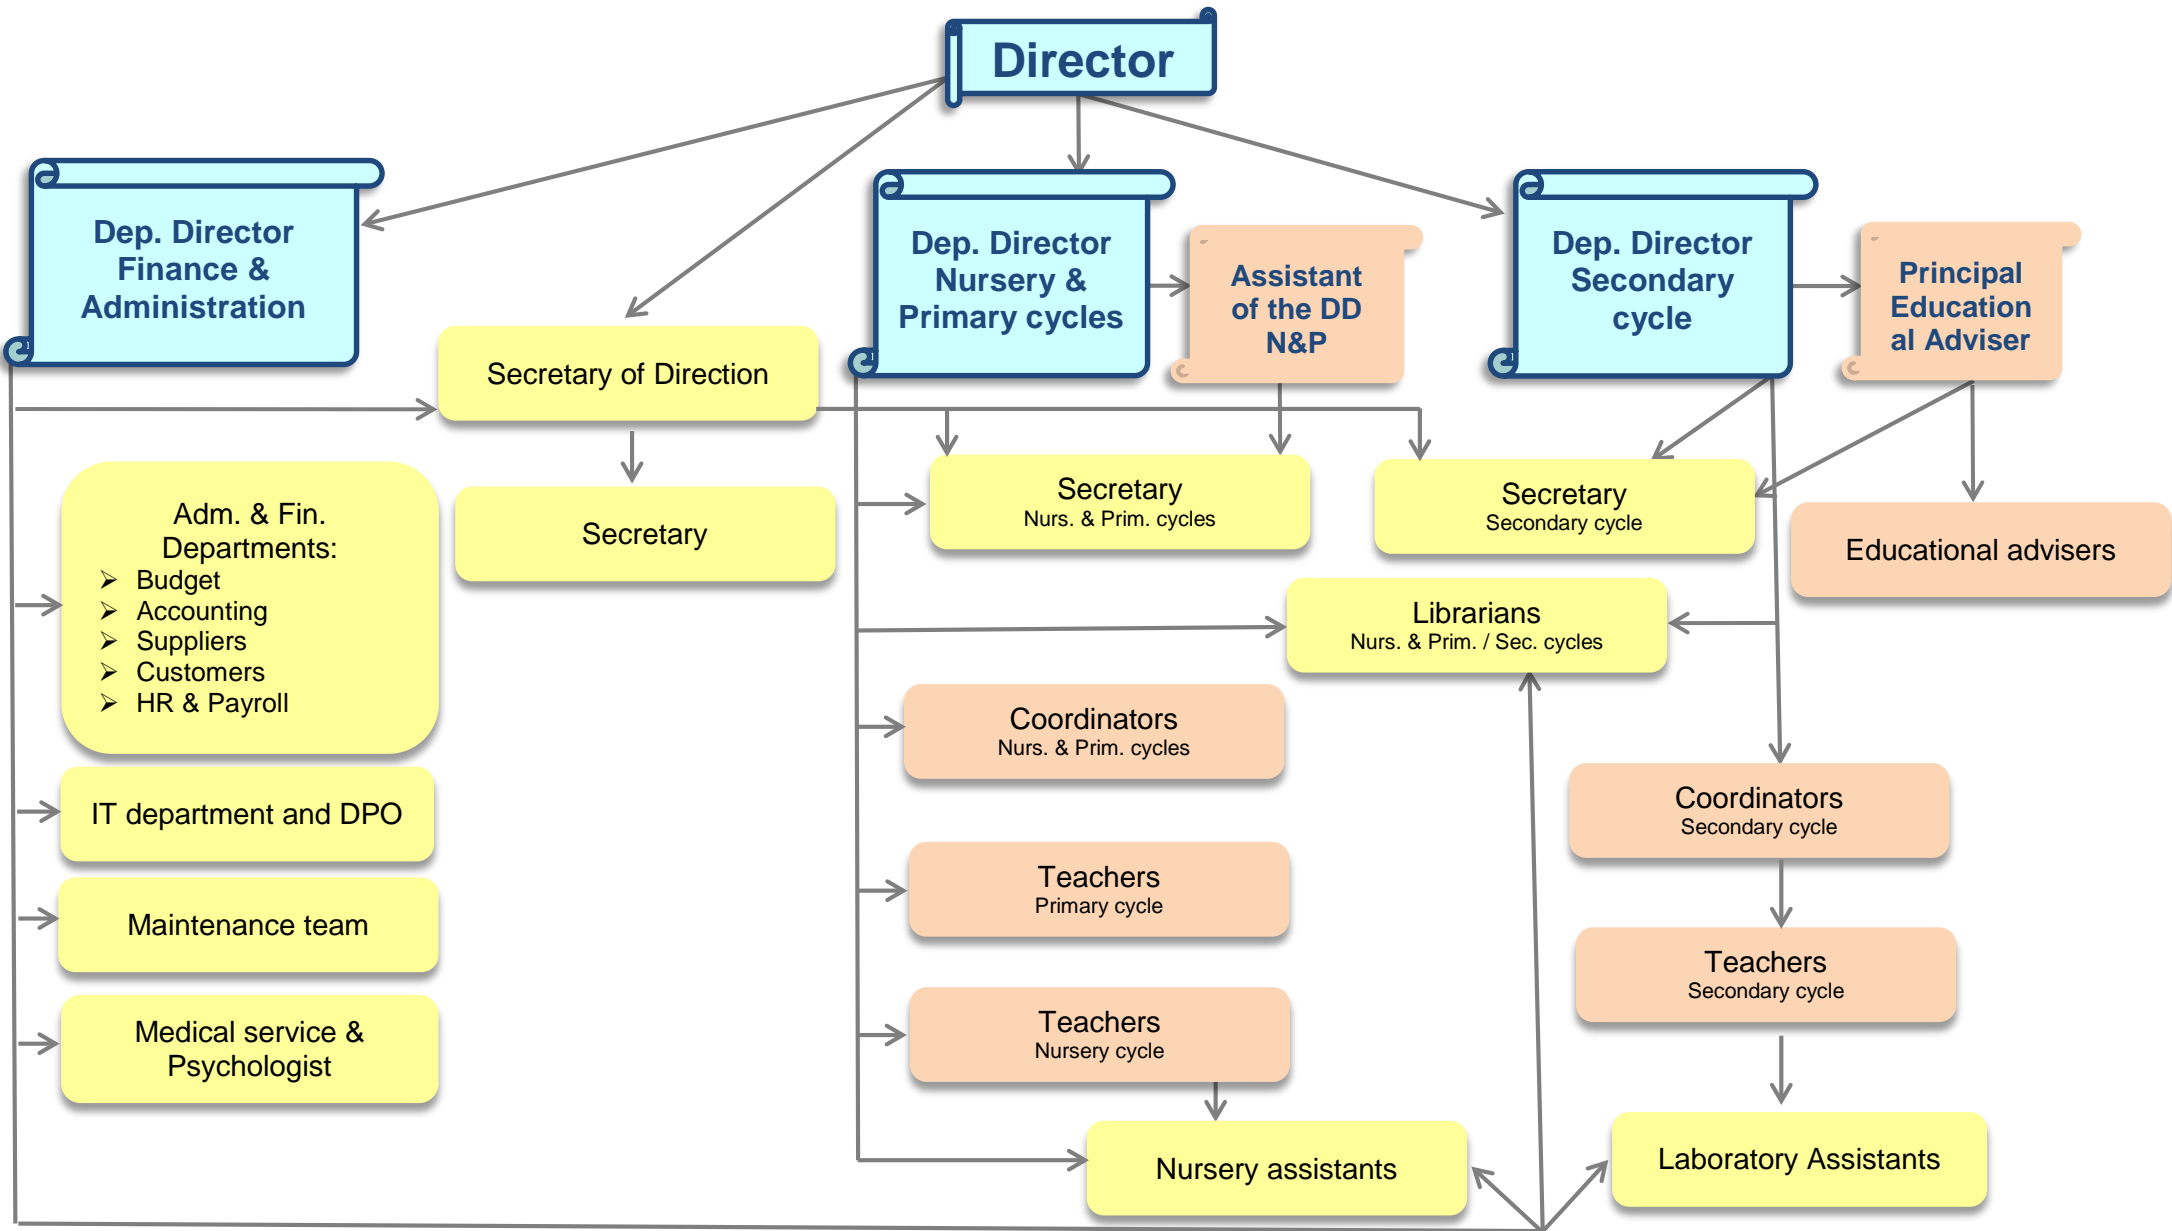 Director
Dep. Director
Finance &
Administration
Dep. Director
Nursery &
Primary cycles
Assistant
of the DD
N&P
Dep. Director
Secondary
cycle
Principal
Education
al Adviser
Secretary of Direction
Secretary
Secretary
Nurs. & Prim. cycles
Secretary
Secondary cycle
Educational advisers
Adm. & Fin.
Departments:
➢ Budget
➢ Accounting
➢ Suppliers
➢ Customers
➢ HR & Payroll
Librarians
Nurs. & Prim. / Sec. cycles
Coordinators
Nurs. & Prim. cycles
IT department and DPO
Coordinators
Secondary cycle
Teachers
Primary cycle
Maintenance team
Teachers
Secondary cycle
Teachers
Nursery cycle
Medical service &
Psychologist
Nursery assistants
Laboratory Assistants